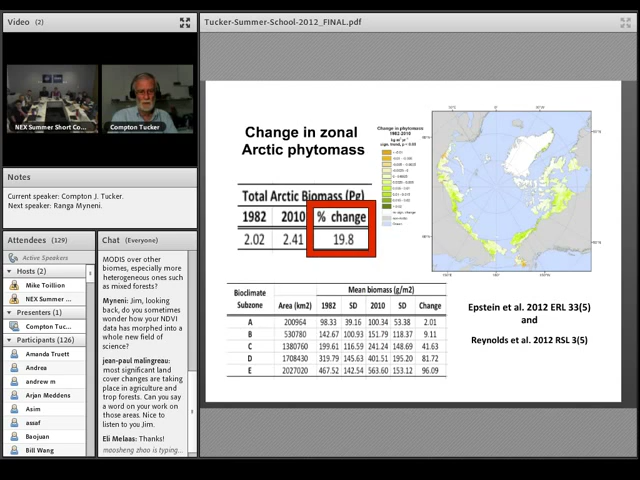 Video (2)
NEX Summer Short Co...
Compton Tucker
Notes
Current speaker: Compton J. Tucker.
Next speaker: Ranga Myneni.
Attendees (129)
Active Speakers
Hosts (2)
Mike Toillion
NEX Summer ...
Presenters (1)
Compton Tuc...
Participants (126)
Amanda Truett
Andrea
andrew m
Arjan Meddens
Asim
assaf
Baojuan
Bill Wang
Chat (Everyone)
MODIS over other
biomes, especially more
heterogeneous ones such
as mixed forests?
Myneni: Jim, looking
back, do you sometimes
wonder how your NDVI
data has morphed into a
whole new field of
science?
jean-paul malingreau:
most significant land
cover changes are taking
place in agriculture and
trop forests. Can you say
a word on your work on
those areas. Nice to
listen to you Jim.
Eli Melaas: Thanks!
maosheng zhao is typing...
Tucker-Summer-School-2012_FINAL.pdf
Change in zonal
Arctic phytomass
Total Arctic Biomass (Pg)
1982 2010 % change
2.02 2.41 19.8
Change in phytomass
1982-2010
Bioclimate Subzone Area (km2) Mean biomass (g/m2)
1982 SD 2010 SD Change
A 200964 98.33 39.16 100.34 53.38 2.01
B 530780 142.67 100.93 151.79 118.37 9.11
C 1380760 199.61 116.59 241.24 148.69 41.63
D 1708430 319.79 145.63 401.51 195.20 81.72
E 2027020 467.52 142.54 563.60 153.12 96.09
Epstein et al. 2012 ERL 33(5)
and
Reynolds et al. 2012 RSL 3(5)